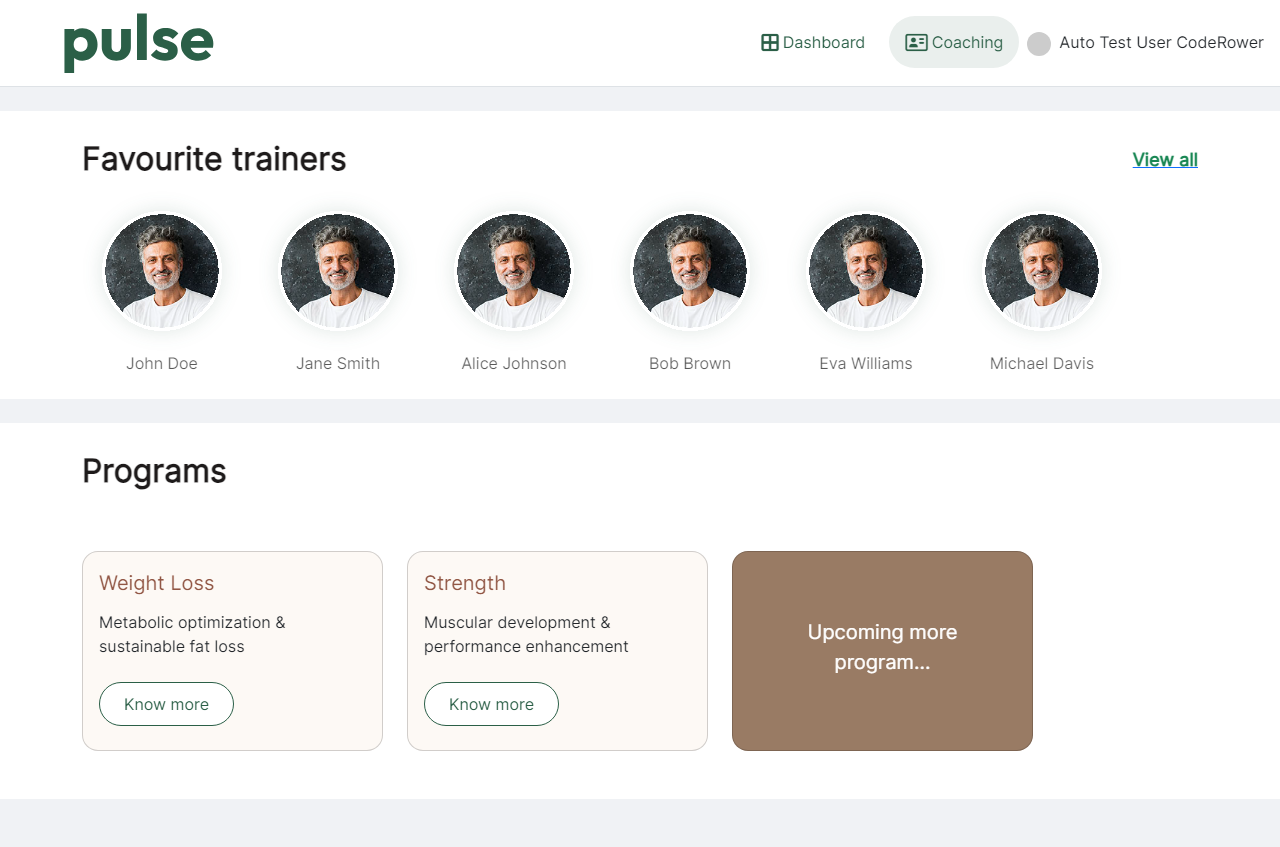 pulse
Dashboard
Coaching
Auto Test User CodeRower
Favourite trainers
View all
John Doe
Jane Smith
Alice Johnson
Bob Brown
Eva Williams
Michael Davis
Programs
Weight Loss
Metabolic optimization &
sustainable fat loss
Know more
Strength
Muscular development &
performance enhancement
Know more
Upcoming more
program...